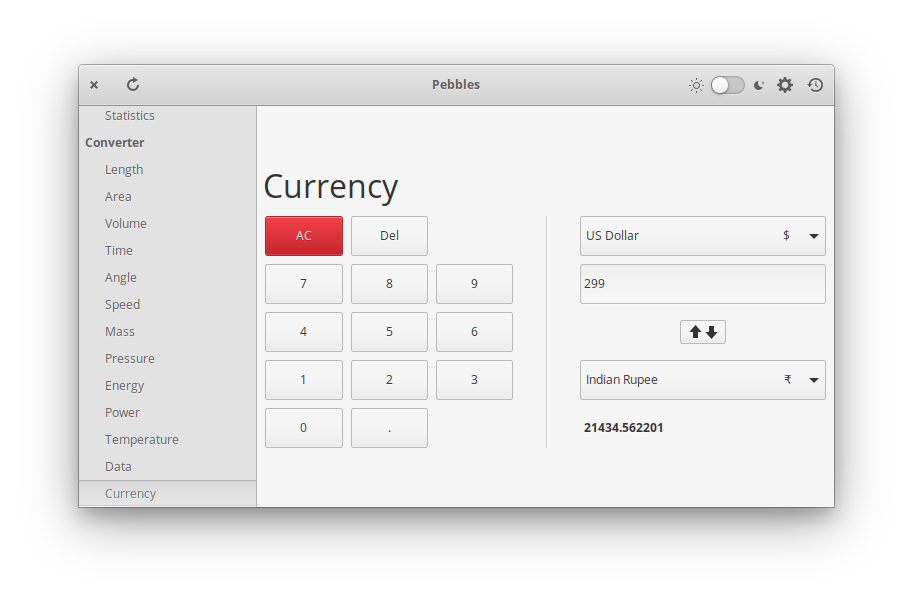 Pebbles
Statistics
Converter
Length
Area
Volume
Time
Angle
Speed
Mass
Pressure
Energy
Power
Temperature
Data
Currency
Currency
AC Del
7 8 9
4 5 6
1 2 3
0 .
US Dollar $
299
Indian Rupee ₹
21434.562201